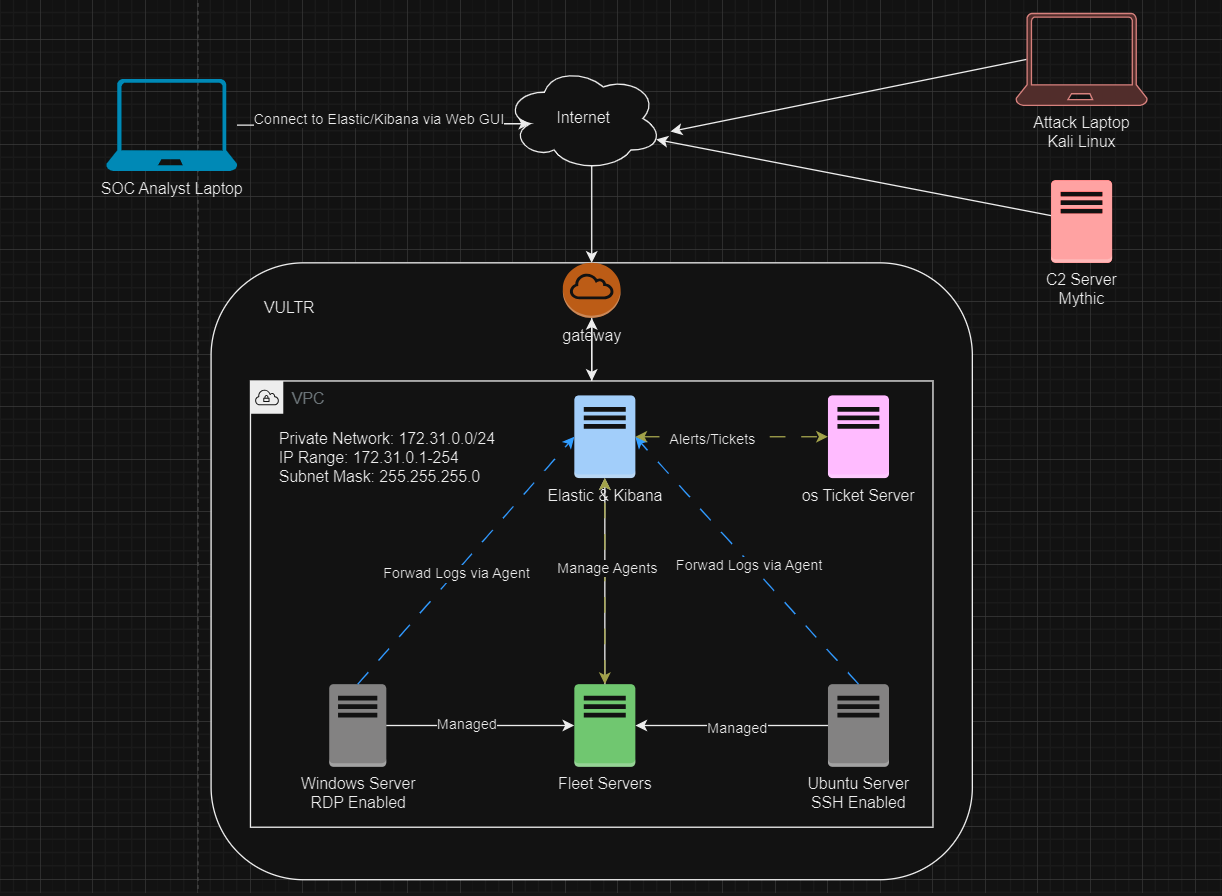 Connect to Elastic/Kibana via Web GUI
Internet
Attack Laptop
Kali Linux
SOC Analyst Laptop
C2 Server
Mythic
VULTR
gateway
VPC
Private Network: 172.31.0.0/24
IP Range: 172.31.0.1-254
Subnet Mask: 255.255.255.0
Alerts/Tickets
Elastic & Kibana
os Ticket Server
Forwad Logs via Agent
Manage Agents
Forwad Logs via Agent
Managed
Managed
Windows Server
RDP Enabled
Fleet Servers
Ubuntu Server
SSH Enabled